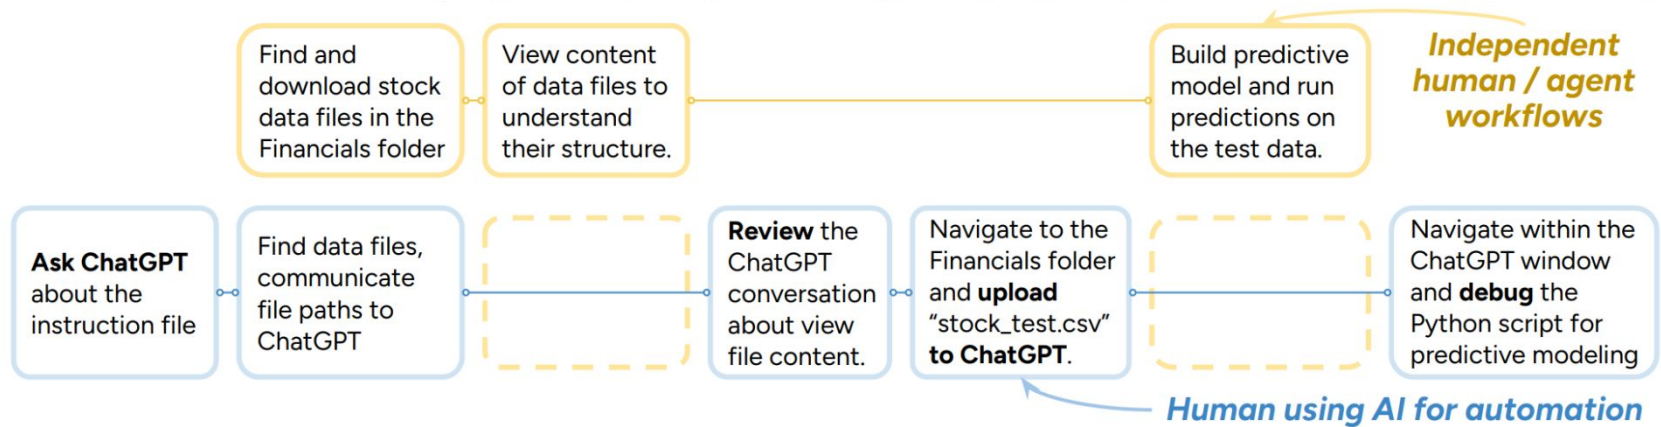 Find and
download stock
data files in the
Financials folder
View content
of data files to
understand
their structure.
Build predictive
model and run
predictions on
the test data.
Independent
human / agent
workflows
Ask ChatGPT
about the
instruction file
Find data files,
communicate
file paths to
ChatGPT
Review the
ChatGPT
conversation
about view
file content.
Navigate to the
Financials folder
and upload
“stock_test.csv”
to ChatGPT.
Navigate within the
ChatGPT window
and debug the
Python script for
predictive modeling
Human using AI for automation